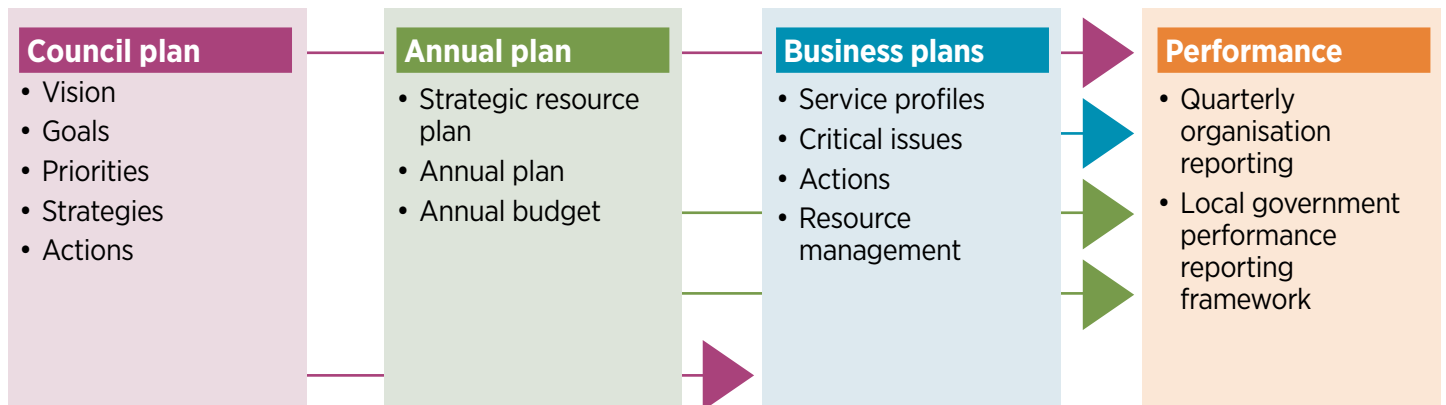 Council plan
• Vision
• Goals
• Priorities
• Strategies
• Actions
Annual plan
• Strategic resource
plan
• Annual plan
• Annual budget
Business plans
• Service profiles
• Critical issues
• Actions
• Resource
management
Performance
• Quarterly
organisation
reporting
• Local government
performance
reporting
framework